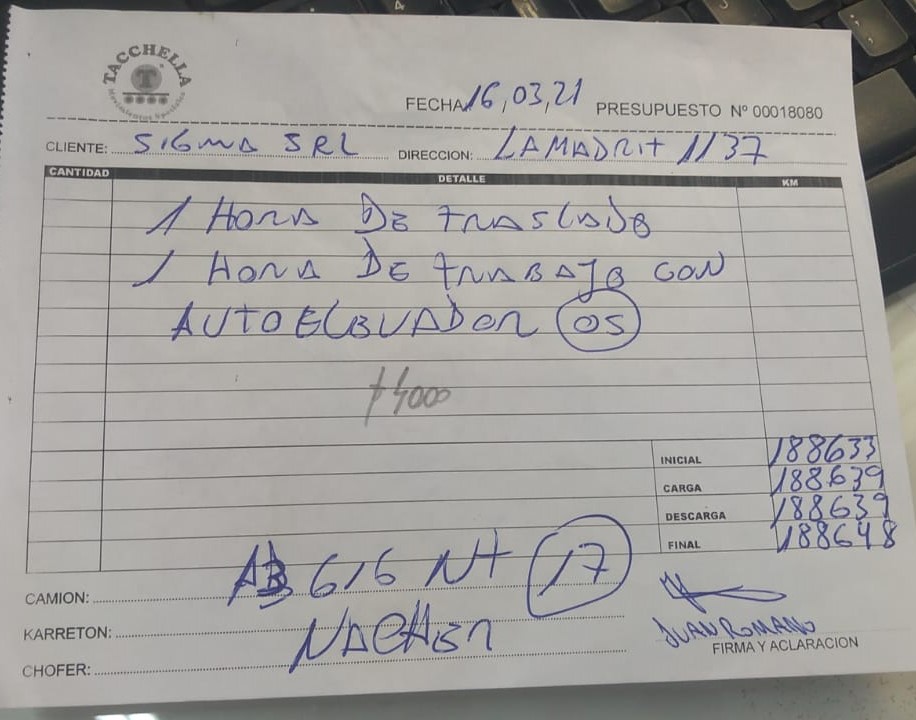 TACCHELLA
Movimientos Especiales
FECHA 16,03,21 PRESUPUESTO Nº 00018080
CLIENTE: SIGMA SRL DIRECCION: LAMADRIt 1137
CANTIDAD DETALLE KM
1 HORA DE trASLADO
1 HORA DE trABAJO CON
AUTOELEVADOR 05
4000
INICIAL 188633
CARGA 188639
DESCARGA 188639
FINAL 188648
CAMION: AB 616 Nt 17
KARRETON:
CHOFER:
JUAN ROMANO
FIRMA Y ACLARACION